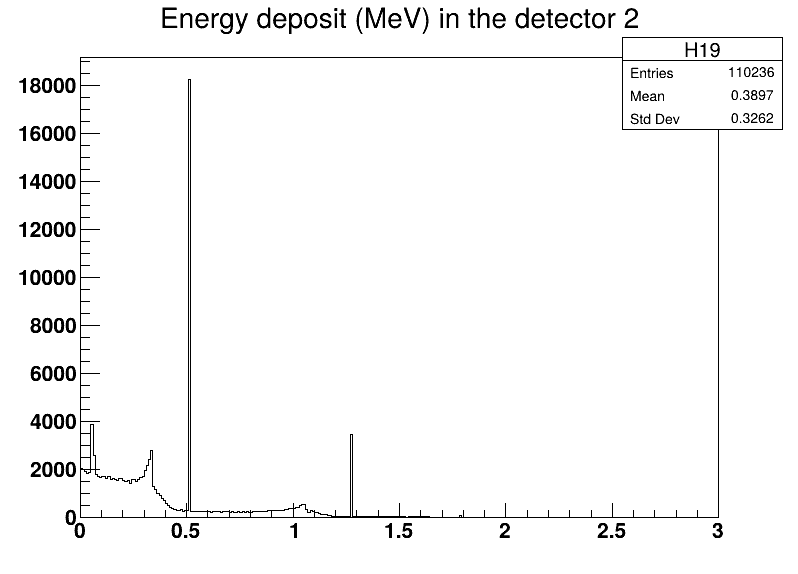 Energy deposit (MeV) in the detector 2
H19
Entries 110236
Mean 0.3897
Std Dev 0.3262
18000
16000
14000
12000
10000
8000
6000
4000
2000
0
0 0.5 1 1.5 2 2.5 3